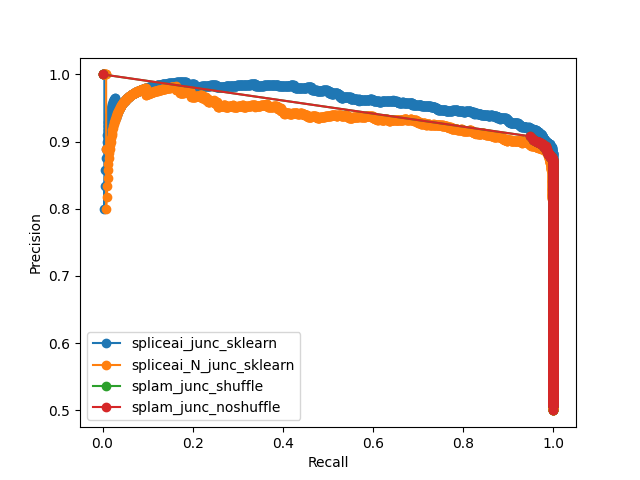 1.0
0.9
0.8
0.7
0.6
0.5
Precision
spliceai_junc_sklearn
spliceai_N_junc_sklearn
splam_junc_shuffle
splam_junc_noshuffle
0.0 0.2 0.4 0.6 0.8 1.0
Recall